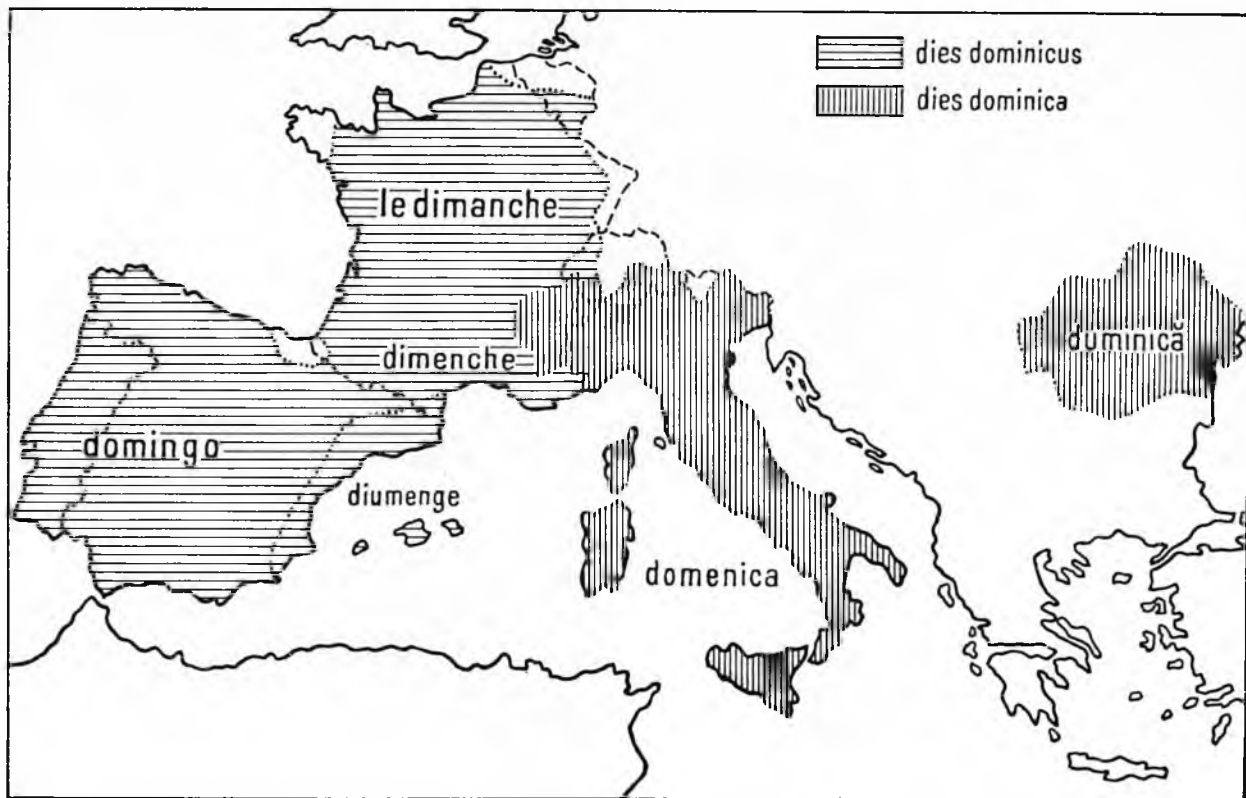 dies dominicus
dies dominica
le dimanche
duminică
dimenche
domingo
diumenge
domenica